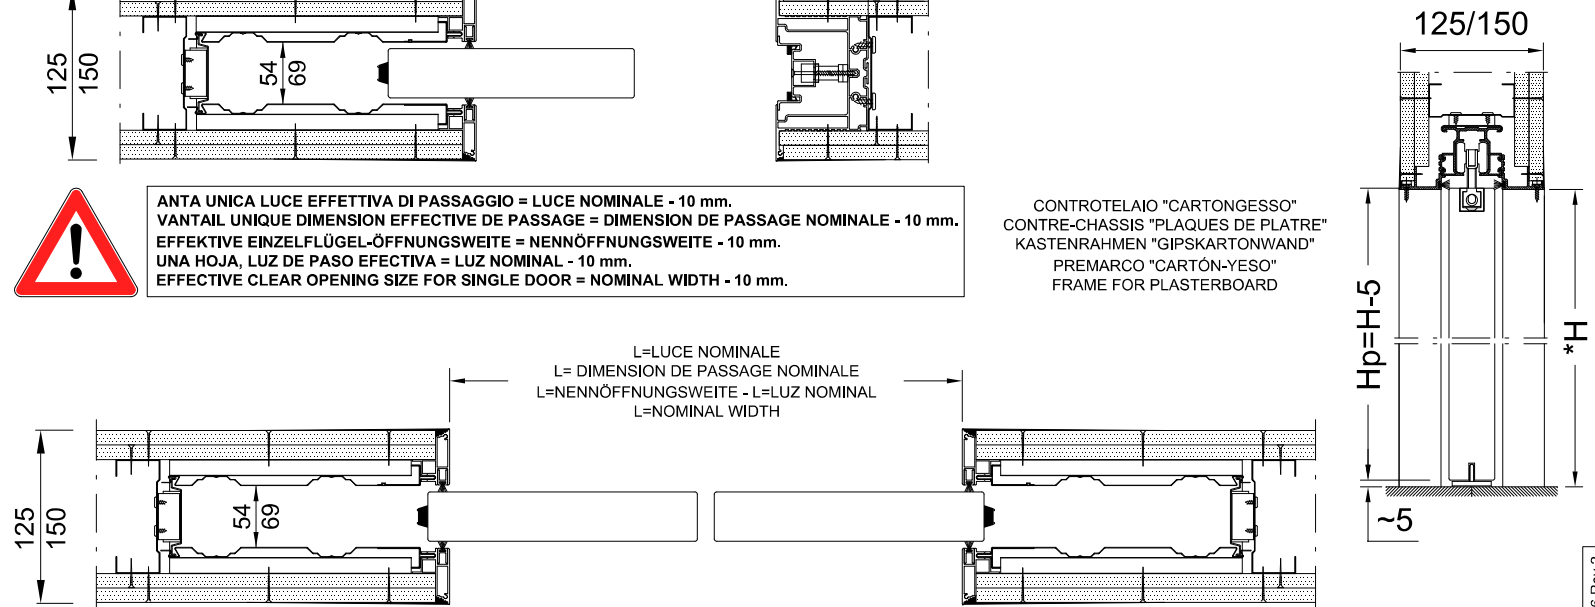 125
150
54
69
125/150
ANTA UNICA LUCE EFFETTIVA DI PASSAGGIO = LUCE NOMINALE - 10 mm.
VANTAIL UNIQUE DIMENSION EFFECTIVE DE PASSAGE = DIMENSION DE PASSAGE NOMINALE - 10 mm.
EFFEKTIVE EINZELFLÜGEL-ÖFFNUNGSWEITE = NENNÖFFNUNGSWEITE - 10 mm.
UNA HOJA, LUZ DE PASO EFECTIVA = LUZ NOMINAL - 10 mm.
EFFECTIVE CLEAR OPENING SIZE FOR SINGLE DOOR = NOMINAL WIDTH - 10 mm.
CONTROTELAIO "CARTONGESSO"
CONTRE-CHASSIS "PLAQUES DE PLATRE"
KASTENRAHMEN "GIPSKARTONWAND"
PREMARCO "CARTÓN-YESO"
FRAME FOR PLASTERBOARD
Hp=H-5
*H
~5
L=LUCE NOMINALE
L= DIMENSION DE PASSAGE NOMINALE
L=NENNÖFFNUNGSWEITE - L=LUZ NOMINAL
L=NOMINAL WIDTH
125
150
54
69